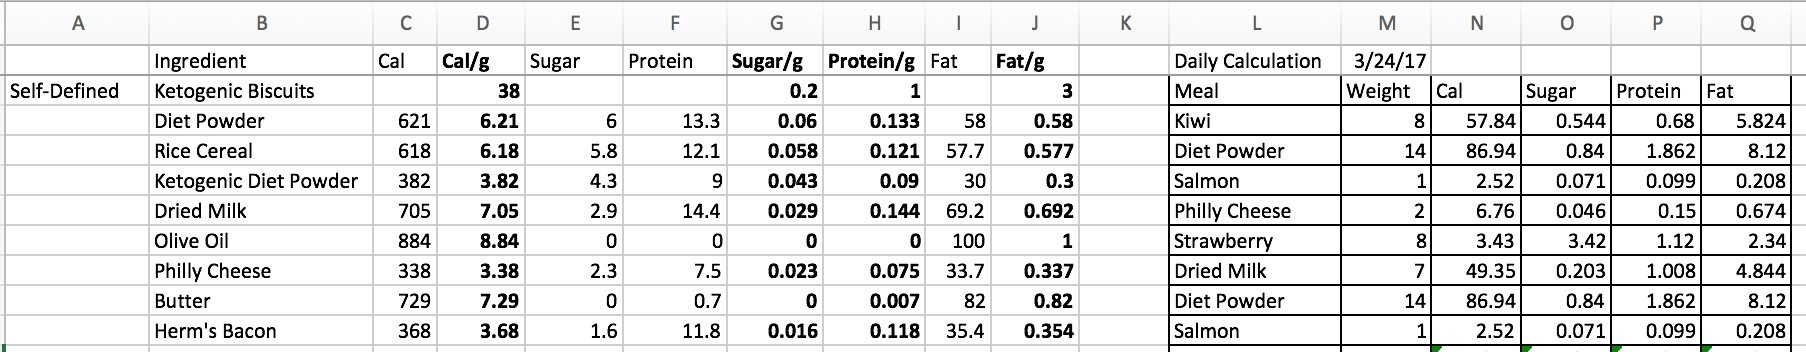 A B C D E F G H I J K L M N O P Q
Ingredient Cal Cal/g Sugar Protein Sugar/g Protein/g Fat Fat/g Daily Calculation 3/24/17
Self-Defined Ketogenic Biscuits 38 0.2 1 3 Meal Weight Cal Sugar Protein Fat
Diet Powder 621 6.21 6 13.3 0.06 0.133 58 0.58 Kiwi 8 57.84 0.544 0.68 5.824
Rice Cereal 618 6.18 5.8 12.1 0.058 0.121 57.7 0.577 Diet Powder 14 86.94 0.84 1.862 8.12
Ketogenic Diet Powder 382 3.82 4.3 9 0.043 0.09 30 0.3 Salmon 1 2.52 0.071 0.099 0.208
Dried Milk 705 7.05 2.9 14.4 0.029 0.144 69.2 0.692 Philly Cheese 2 6.76 0.046 0.15 0.674
Olive Oil 884 8.84 0 0 0 0 100 1 Strawberry 8 3.43 3.42 1.12 2.34
Philly Cheese 338 3.38 2.3 7.5 0.023 0.075 33.7 0.337 Dried Milk 7 49.35 0.203 1.008 4.844
Butter 729 7.29 0 0.7 0 0.007 82 0.82 Diet Powder 14 86.94 0.84 1.862 8.12
Herm's Bacon 368 3.68 1.6 11.8 0.016 0.118 35.4 0.354 Salmon 1 2.52 0.071 0.099 0.208